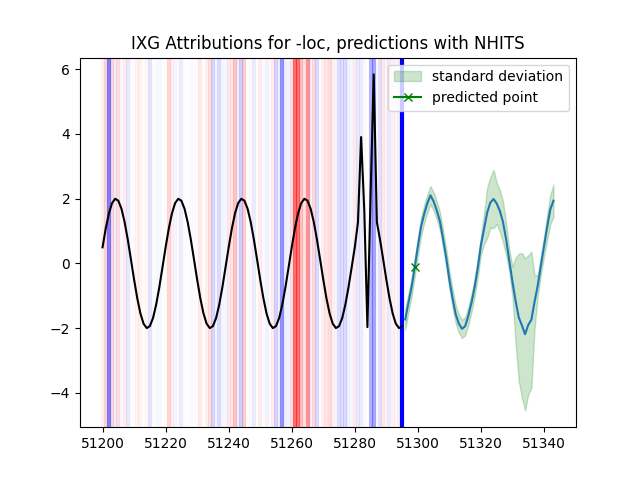 IXG Attributions for -loc, predictions with NHITS
standard deviation
predicted point
6
4
2
0
−2
−4
51200 51220 51240 51260 51280 51300 51320 51340